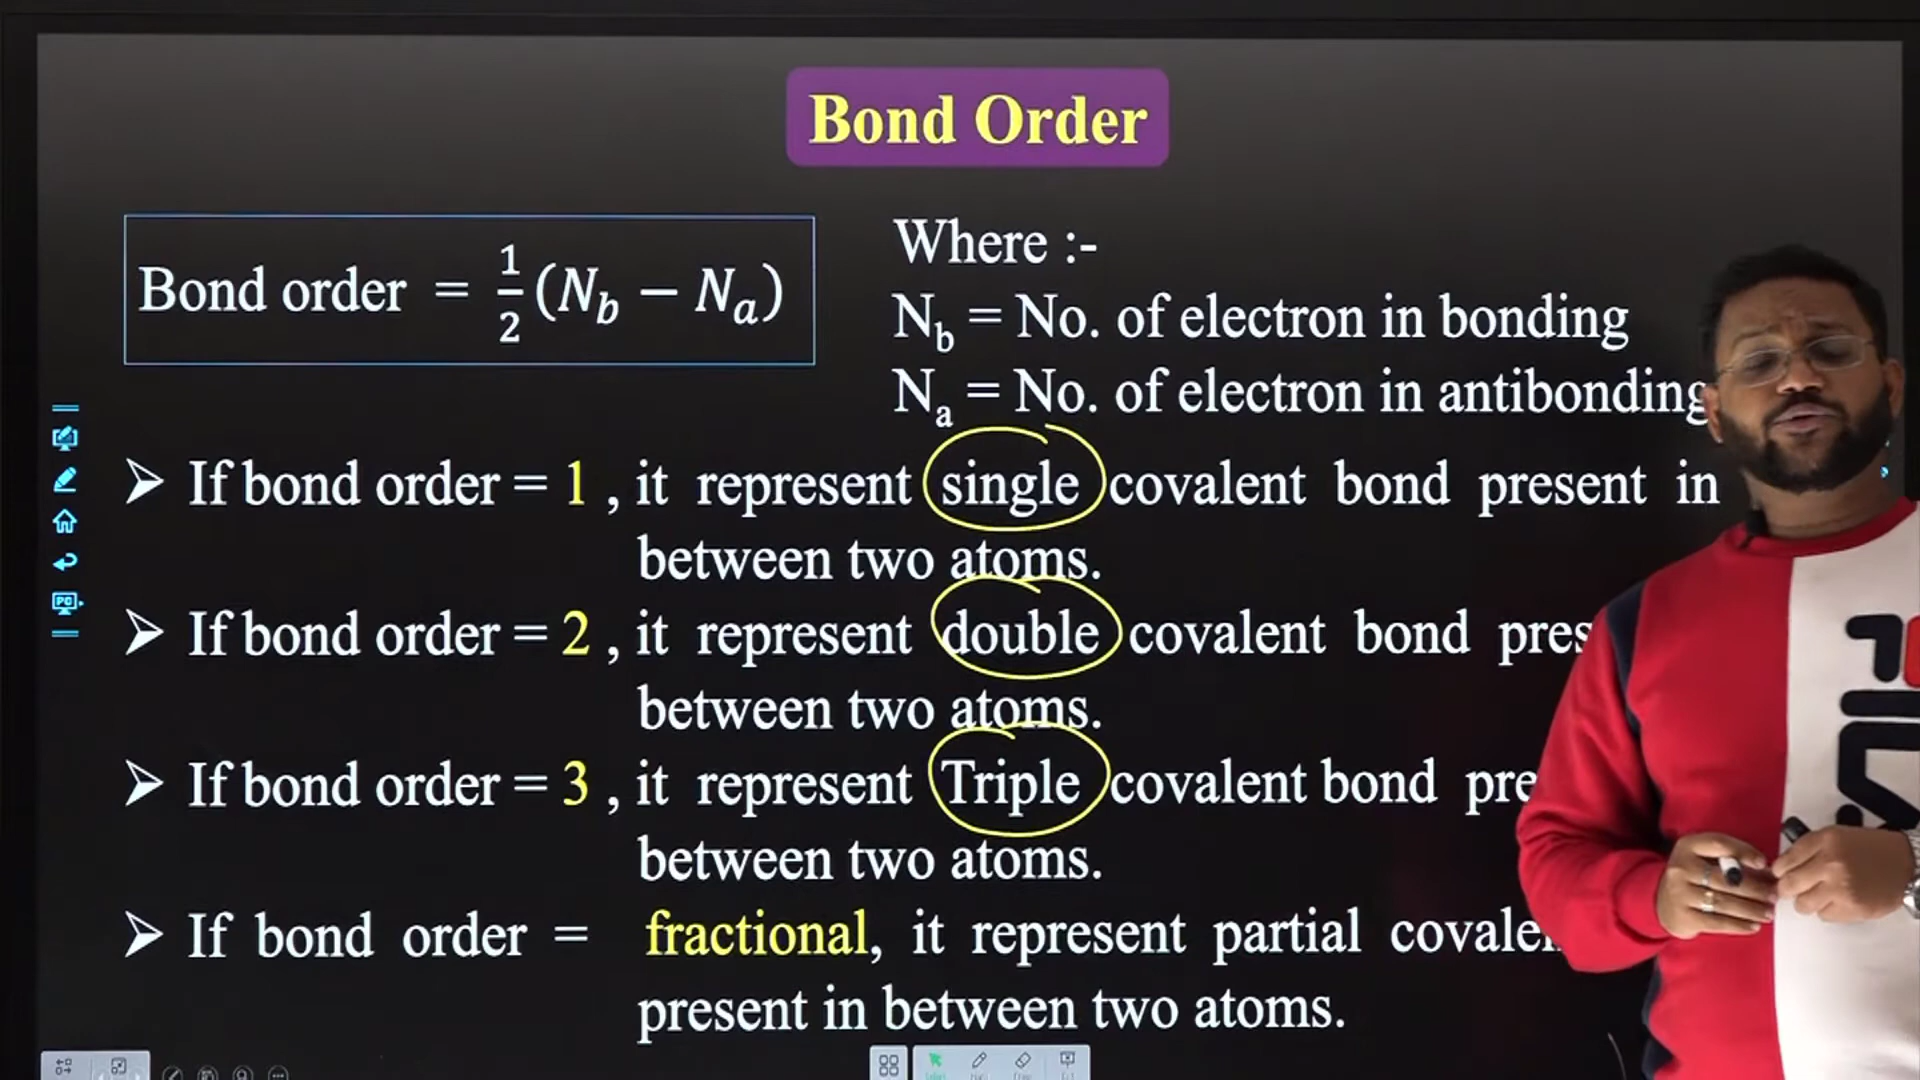 Bond Order
Bond order = 1/2 (N_b − N_a)
Where :-
N_b = No. of electron in bonding
N_a = No. of electron in antibonding
➢ If bond order = 1 , it represent single covalent bond present in
between two atoms.
➢ If bond order = 2 , it represent double covalent bond
between two atoms.
➢ If bond order = 3 , it represent Triple covalent bond
between two atoms.
➢ If bond order = fractional, it represent partial
present in between two atoms.
PC
FILA